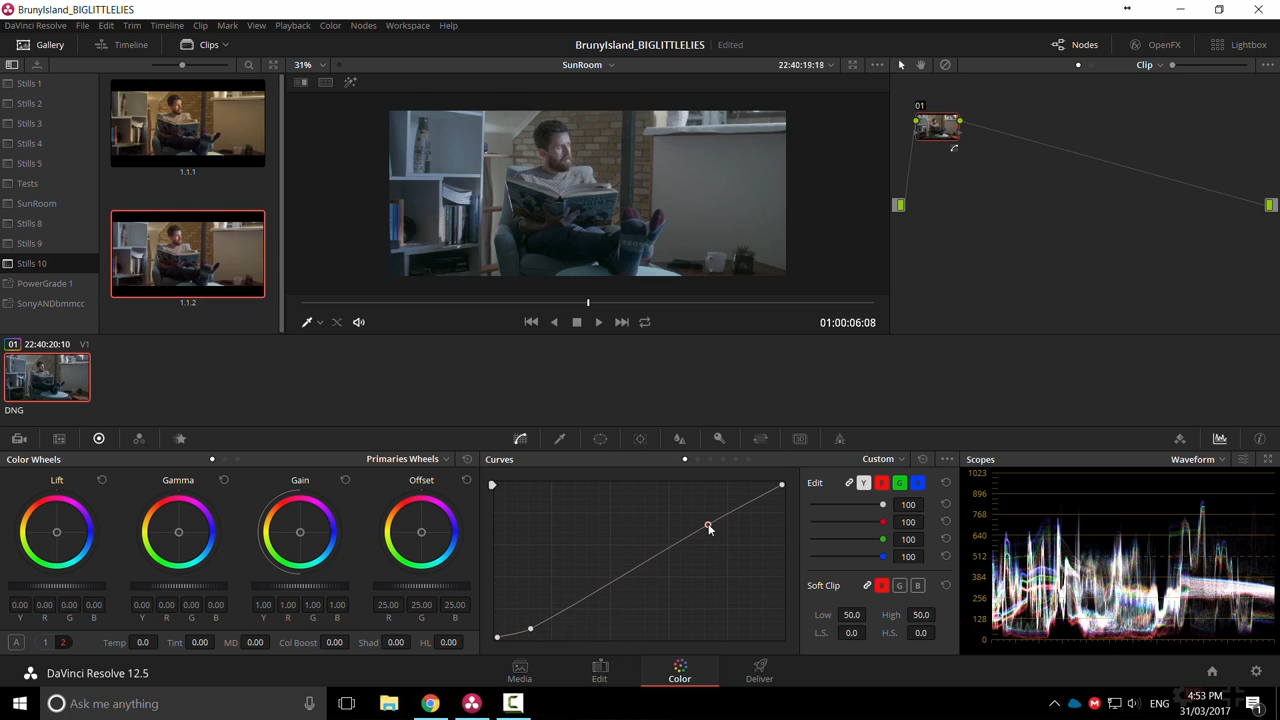 BrunyIsland_BIGLITTLELIES
DaVinci Resolve File Edit Trim Timeline Clip Mark View Playback Color Nodes Workspace Help
Gallery Timeline Clips BrunyIsland_BIGLITTLELIES Edited Nodes OpenFX Lightbox
31% SunRoom 22:40:19:18 Clip
Stills 1
Stills 2
Stills 3
Stills 4
Stills 5
Tests
SunRoom
Stills 8
Stills 9
Stills 10
PowerGrade 1
SonyANDbmmcc
1.1.1
1.1.2
01
01:00:06:08
01 22:40:20:10 V1
DNG
Color Wheels Primaries Wheels
Lift Gamma Gain Offset
0.00 0.00 0.00 0.00 0.00 0.00 0.00 0.00 1.00 1.00 1.00 1.00 25.00 25.00 25.00
Y R G B Y R G B Y R G B R G B
A 1 2 Temp 0.0 Tint 0.00 MD 0.00 Col Boost 0.00 Shad 0.00 HL 0.00
Curves Custom
Edit Y R G B
100
100
100
100
Soft Clip R G B
Low 50.0 High 50.0
L.S. 0.0 H.S. 0.0
Scopes Waveform
1023
896
768
640
512
384
256
128
0
DaVinci Resolve 12.5
Media Edit Color Deliver
Ask me anything
ENG
4:53 PM
31/03/2017
1